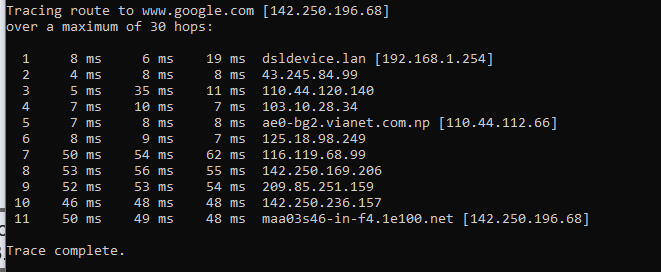 Tracing route to www.google.com [142.250.196.68]
over a maximum of 30 hops:
1 8 ms 6 ms 19 ms dsldevice.lan [192.168.1.254]
2 4 ms 8 ms 8 ms 43.245.84.99
3 5 ms 35 ms 11 ms 110.44.120.140
4 7 ms 10 ms 7 ms 103.10.28.34
5 7 ms 8 ms 8 ms ae0-bg2.vianet.com.np [110.44.112.66]
6 8 ms 9 ms 7 ms 125.18.98.249
7 50 ms 54 ms 62 ms 116.119.68.99
8 53 ms 56 ms 55 ms 142.250.169.206
9 52 ms 53 ms 54 ms 209.85.251.159
10 46 ms 48 ms 48 ms 142.250.236.157
11 50 ms 49 ms 48 ms maa03s46-in-f4.1e100.net [142.250.196.68]
Trace complete.